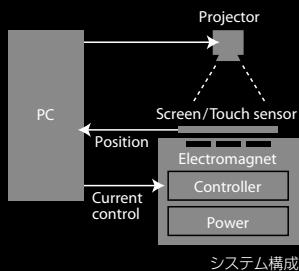 Projector
PC
Screen/Touch sensor
Position
Electromagnet
Current
control
Controller
Power
システム構成